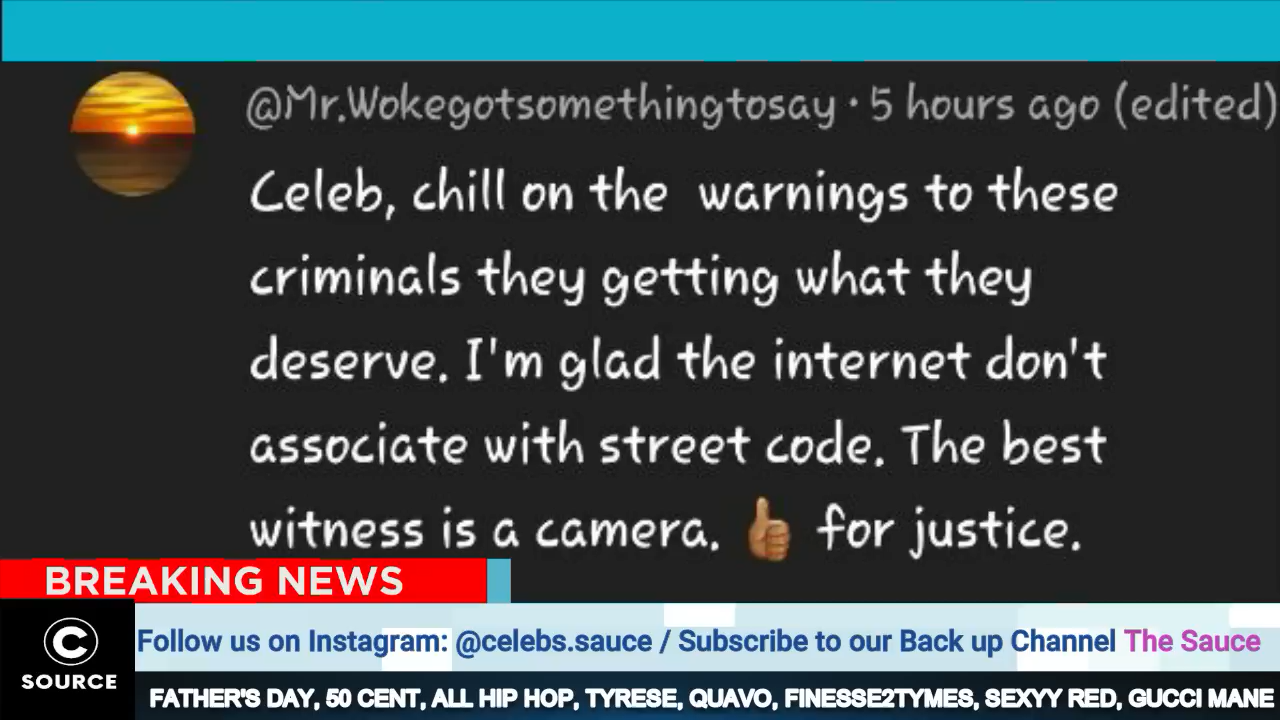 @Mr.Wokegotsomethingtosay · 5 hours ago (edited)
Celeb, chill on the warnings to these
criminals they getting what they
deserve. I'm glad the internet don't
associate with street code. The best
witness is a camera. 👍🏽 for justice.
BREAKING NEWS
C
SOURCE
Follow us on Instagram: @celebs.sauce / Subscribe to our Back up Channel The Sauce
FATHER'S DAY, 50 CENT, ALL HIP HOP, TYRESE, QUAVO, FINESSE2TYMES, SEXYY RED, GUCCI MANE